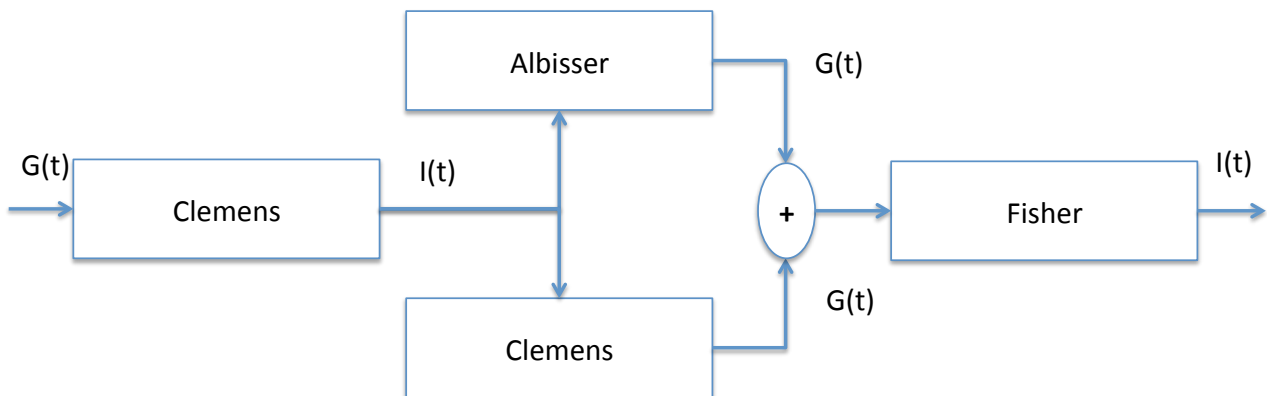 Albisser
G(t)
G(t)
Clemens
I(t)
+
Fisher
I(t)
G(t)
Clemens